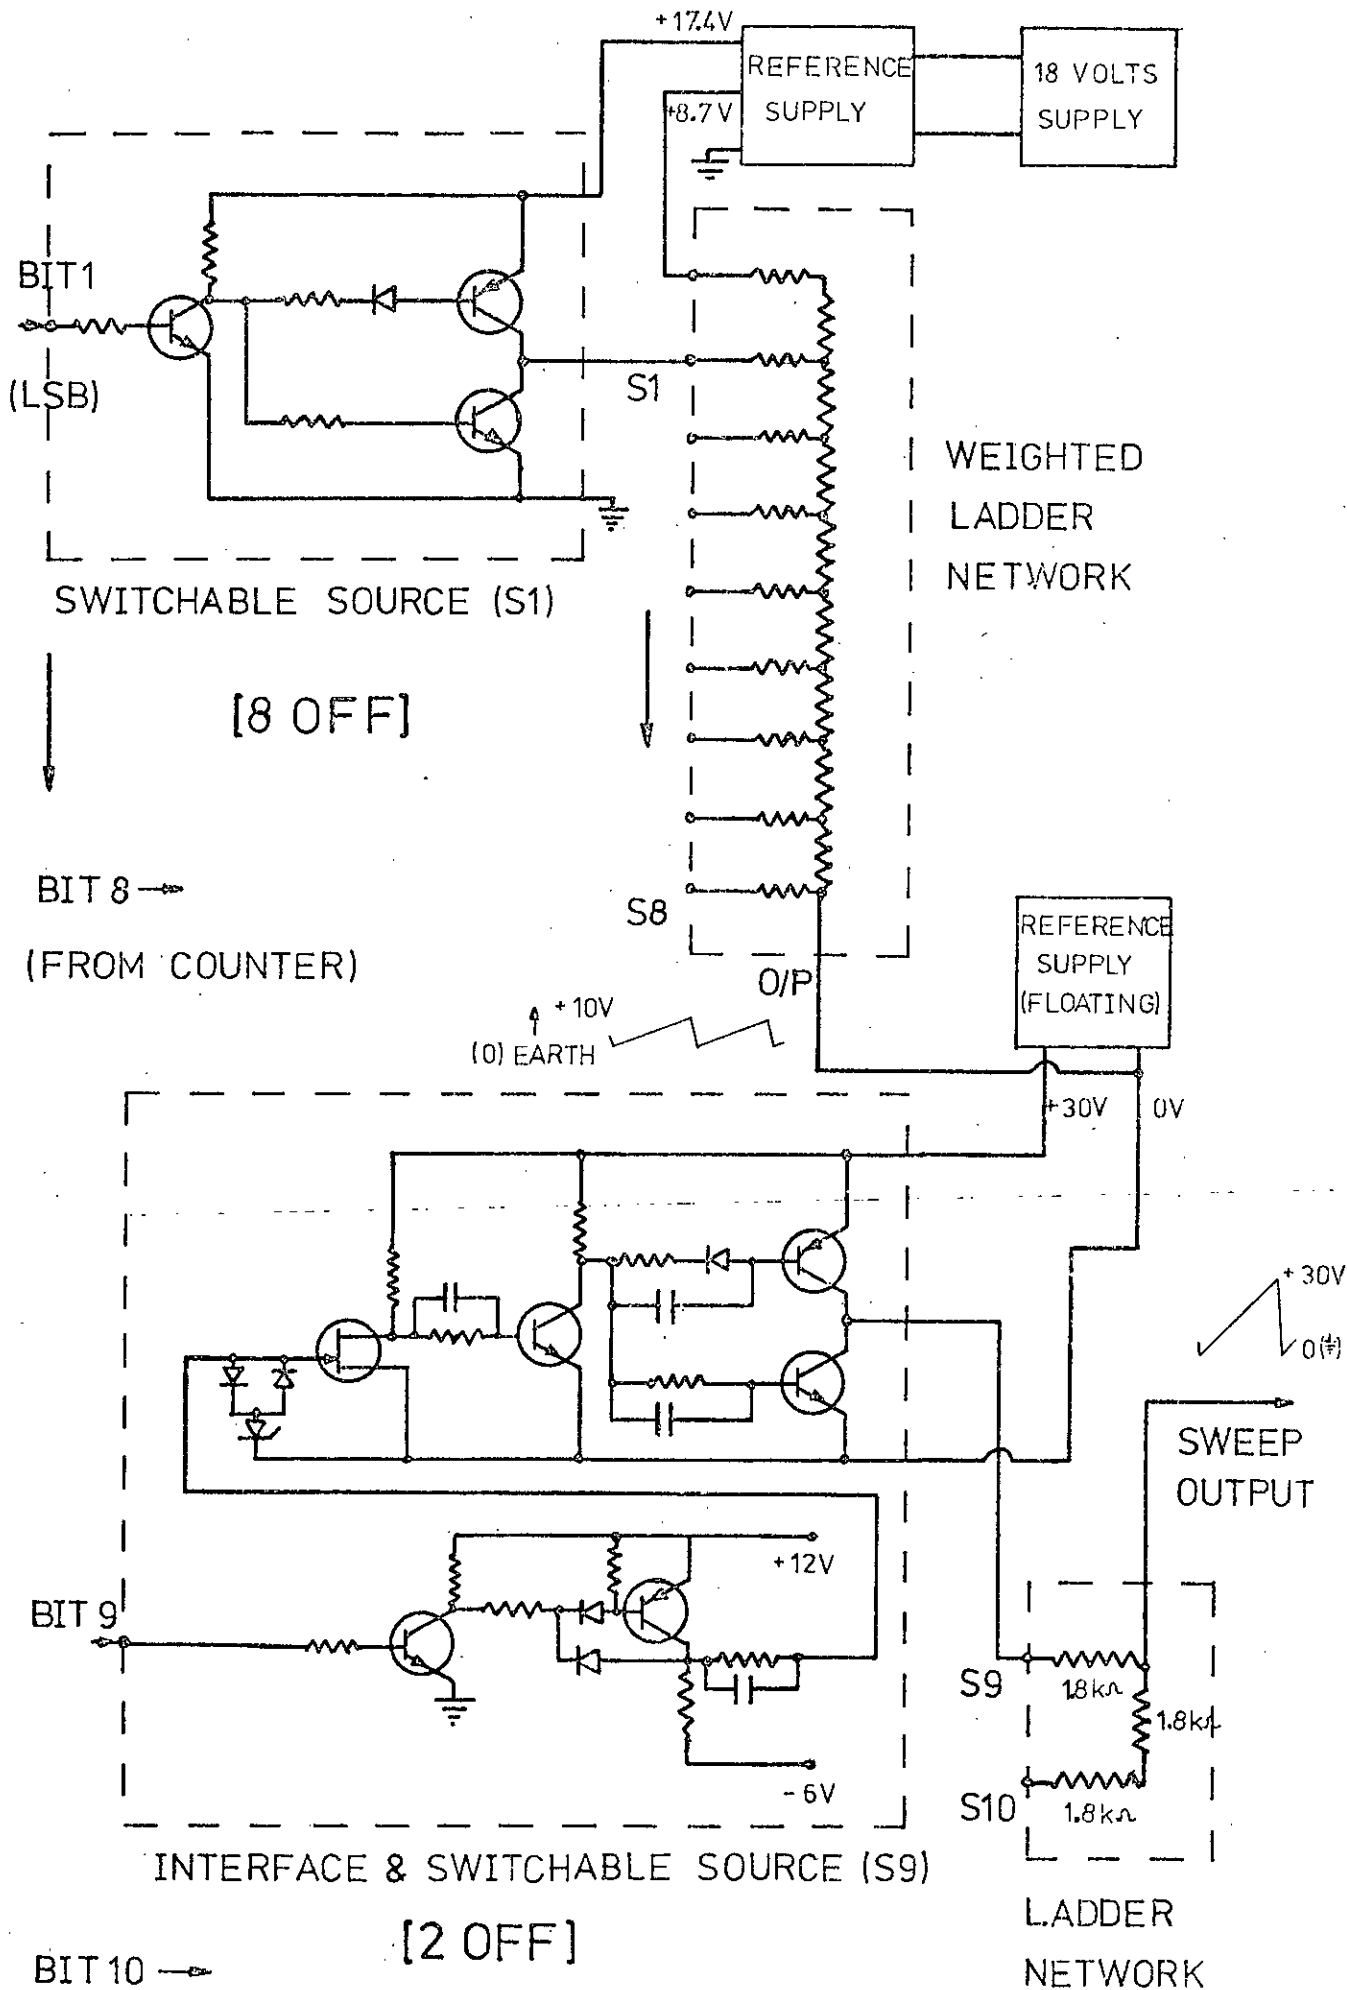 +17.4V
REFERENCE
SUPPLY
18 VOLTS
SUPPLY
+8.7V
BIT1
(LSB)
S1
WEIGHTED
LADDER
NETWORK
SWITCHABLE SOURCE (S1)
[8 OFF]
BIT 8
S8
(FROM COUNTER)
O/P
REFERENCE
SUPPLY
(FLOATING)
+10V
(0) EARTH
+30V
0V
+30V
0(⏚)
SWEEP
OUTPUT
+12V
BIT 9
-6V
S9
1.8kΩ
1.8kΩ
S10
1.8kΩ
INTERFACE & SWITCHABLE SOURCE (S9)
[2 OFF]
LADDER
NETWORK
BIT 10